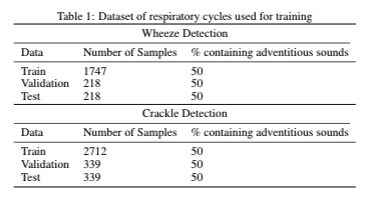 Table 1: Dataset of respiratory cycles used for training
Wheeze Detection
Data Number of Samples % containing adventitious sounds
Train 1747 50
Validation 218 50
Test 218 50
Crackle Detection
Data Number of Samples % containing adventitious sounds
Train 2712 50
Validation 339 50
Test 339 50